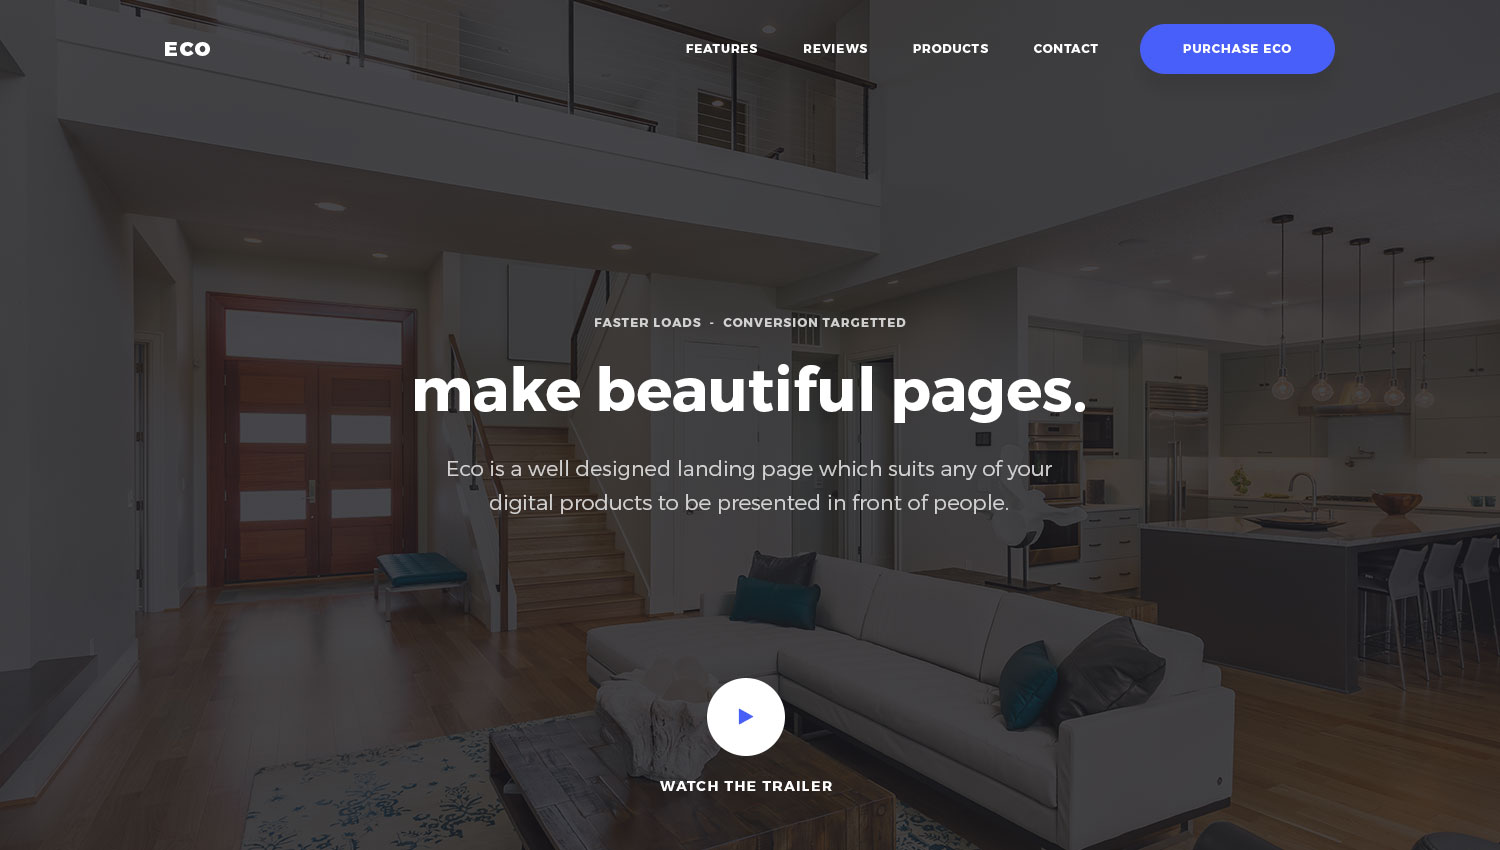 ECO
FEATURES
REVIEWS
PRODUCTS
CONTACT
PURCHASE ECO
FASTER LOADS - CONVERSION TARGETTED
make beautiful pages.
Eco is a well designed landing page which suits any of your
digital products to be presented in front of people.
WATCH THE TRAILER